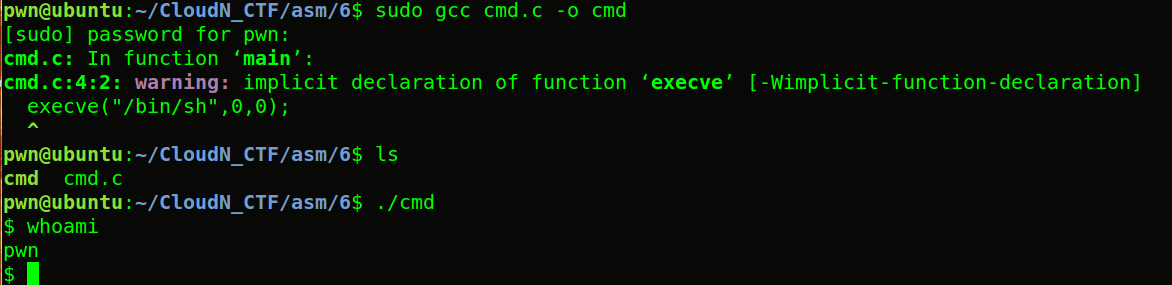 pwn@ubuntu:~/CloudN_CTF/asm/6$ sudo gcc cmd.c -o cmd
[sudo] password for pwn:
cmd.c: In function ‘main’:
cmd.c:4:2: warning: implicit declaration of function ‘execve’ [-Wimplicit-function-declaration]
  execve("/bin/sh",0,0);
  ^
pwn@ubuntu:~/CloudN_CTF/asm/6$ ls
cmd  cmd.c
pwn@ubuntu:~/CloudN_CTF/asm/6$ ./cmd
$ whoami
pwn
$